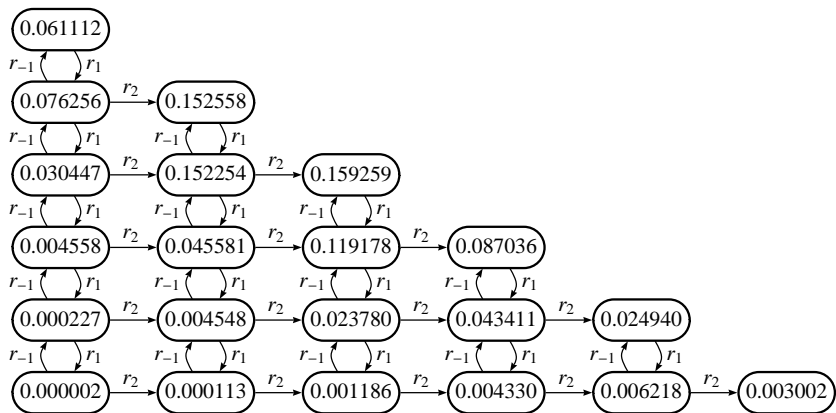 0.061112
r₋₁ r₁
0.076256 r₂ 0.152558
r₋₁ r₁ r₋₁ r₁
0.030447 r₂ 0.152254 r₂ 0.159259
r₋₁ r₁ r₋₁ r₁ r₋₁ r₁
0.004558 r₂ 0.045581 r₂ 0.119178 r₂ 0.087036
r₋₁ r₁ r₋₁ r₁ r₋₁ r₁ r₋₁ r₁
0.000227 r₂ 0.004548 r₂ 0.023780 r₂ 0.043411 r₂ 0.024940
r₋₁ r₁ r₋₁ r₁ r₋₁ r₁ r₋₁ r₁ r₋₁ r₁
0.000002 r₂ 0.000113 r₂ 0.001186 r₂ 0.004330 r₂ 0.006218 r₂ 0.003002